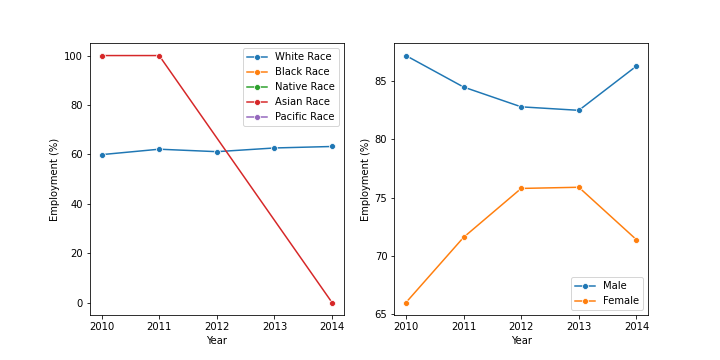 100
80
60
40
20
0
Employment (%)
2010 2011 2012 2013 2014
Year
White Race
Black Race
Native Race
Asian Race
Pacific Race
85
80
75
70
65
Employment (%)
2010 2011 2012 2013 2014
Year
Male
Female